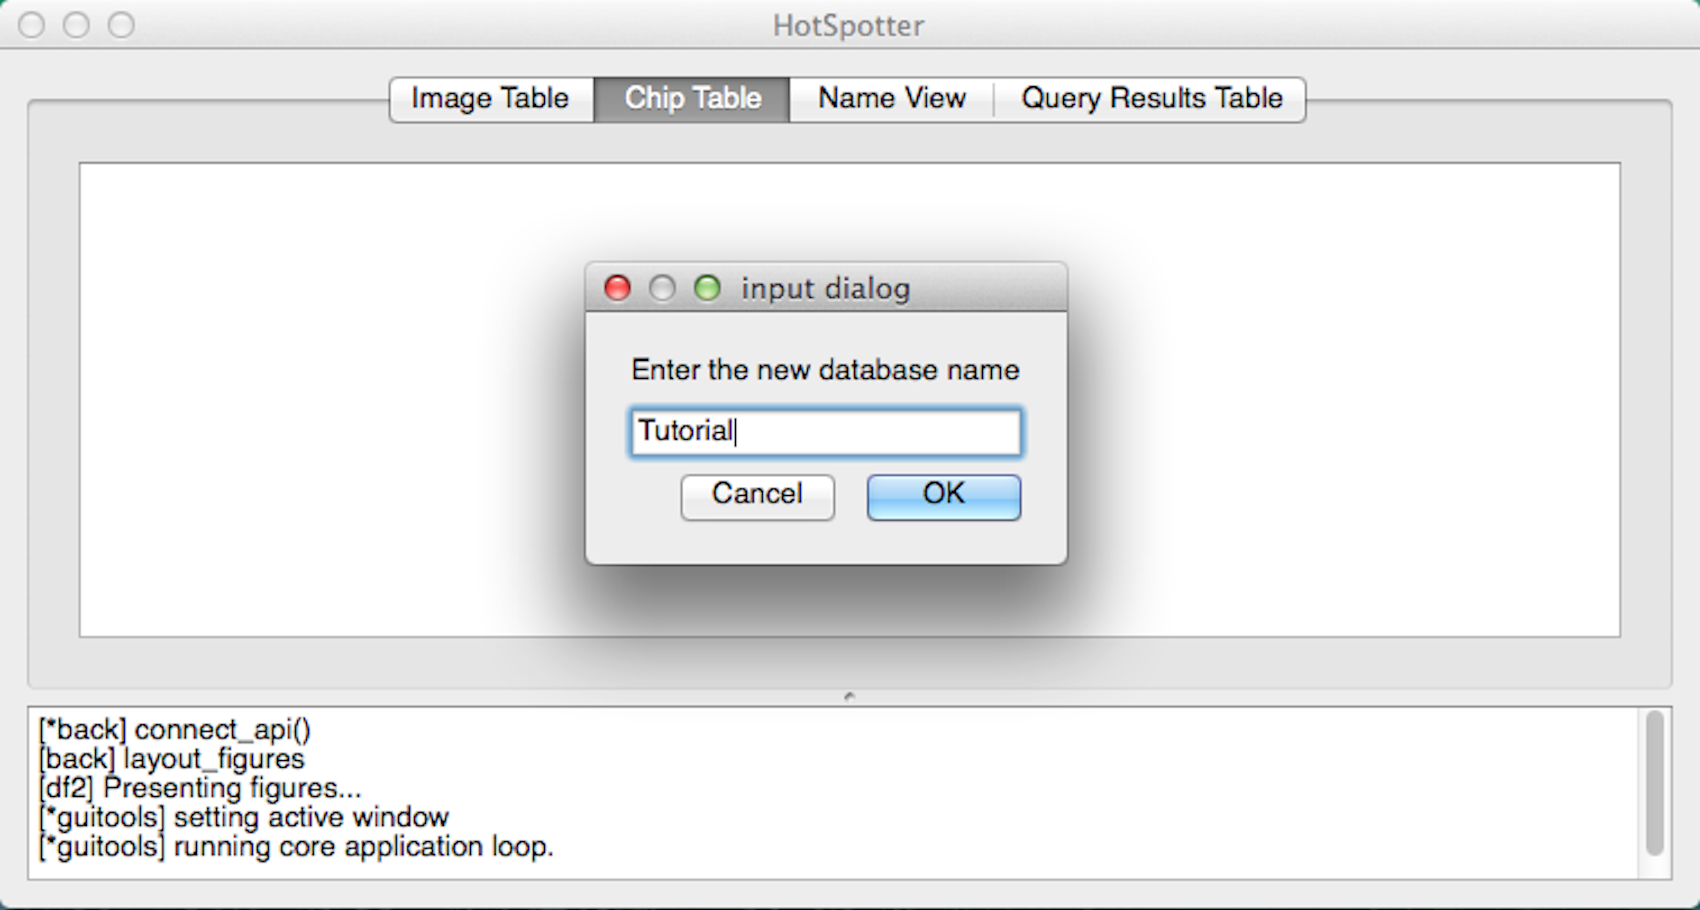 HotSpotter
Image Table Chip Table Name View Query Results Table
input dialog
Enter the new database name
Tutorial
Cancel OK
[*back] connect_api()
[back] layout_figures
[df2] Presenting figures...
[*guitools] setting active window
[*guitools] running core application loop.